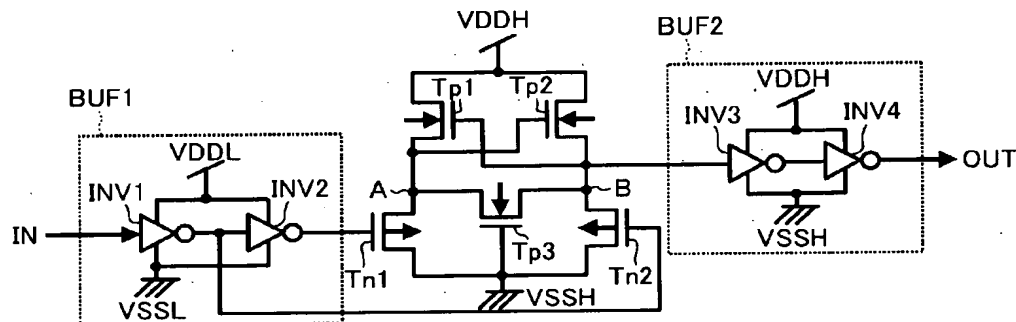 VDDH
BUF2
Tp1
Tp2
VDDH
BUF1
INV3
INV4
VDDL
OUT
INV1
INV2
A
B
IN
VSSH
Tn1
Tp3
Tn2
VSSL
VSSH